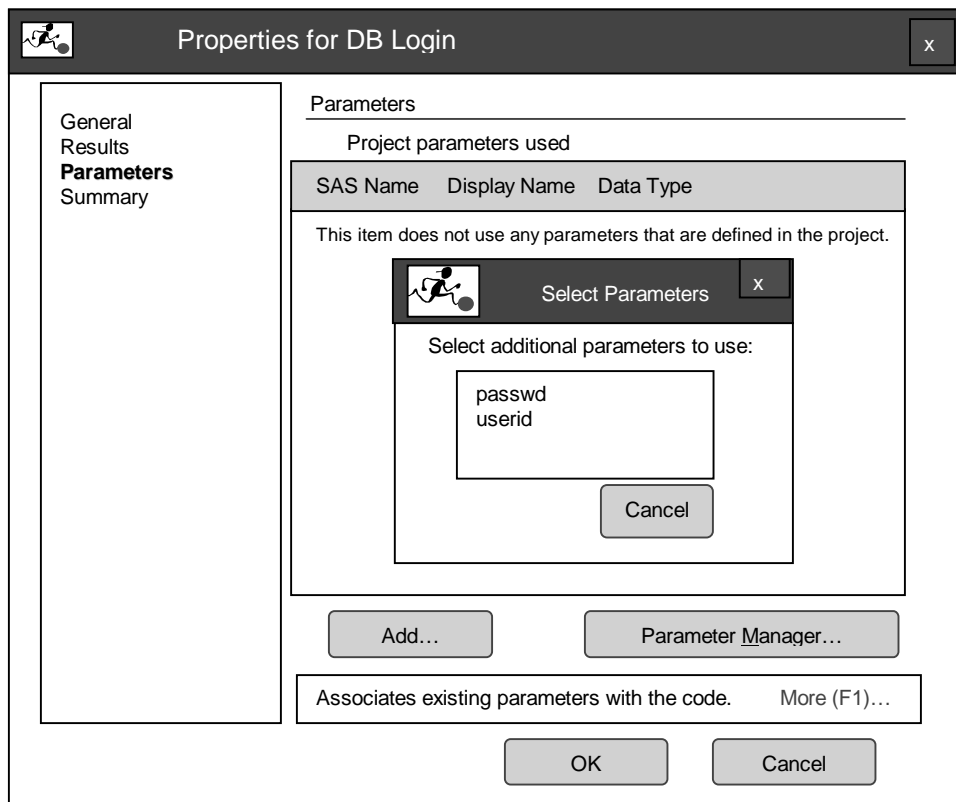 Properties for DB Login
x
General
Results
Parameters
Summary
Parameters
Project parameters used
SAS Name Display Name Data Type
This item does not use any parameters that are defined in the project.
Select Parameters
x
Select additional parameters to use:
passwd
userid
Cancel
Add…
Parameter Manager…
Associates existing parameters with the code. More (F1)…
OK
Cancel